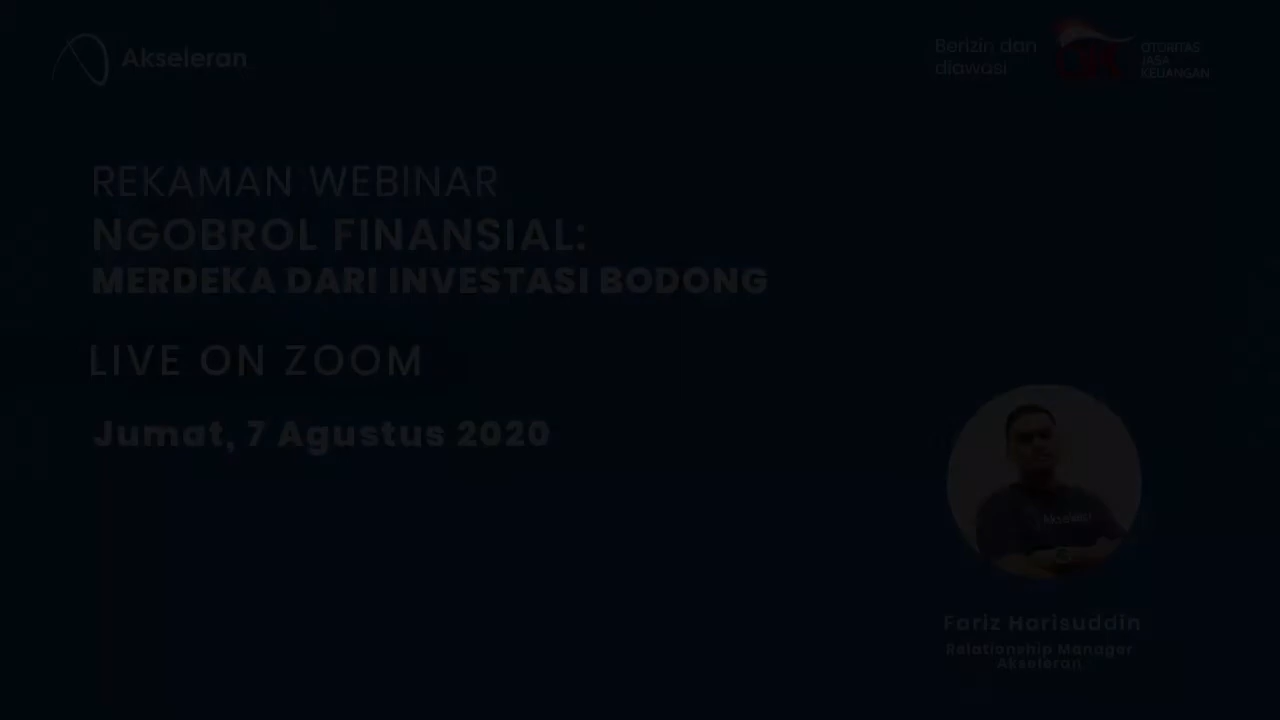 Akseleran
Berizin dan
diawasi
OTORITAS
JASA
KEUANGAN
REKAMAN WEBINAR
NGOBROL FINANSIAL:
MERDEKA DARI INVESTASI BODONG
LIVE ON ZOOM
Jumat, 7 Agustus 2020
Akseleran
Fariz Harisuddin
Relationship Manager
Akseleran